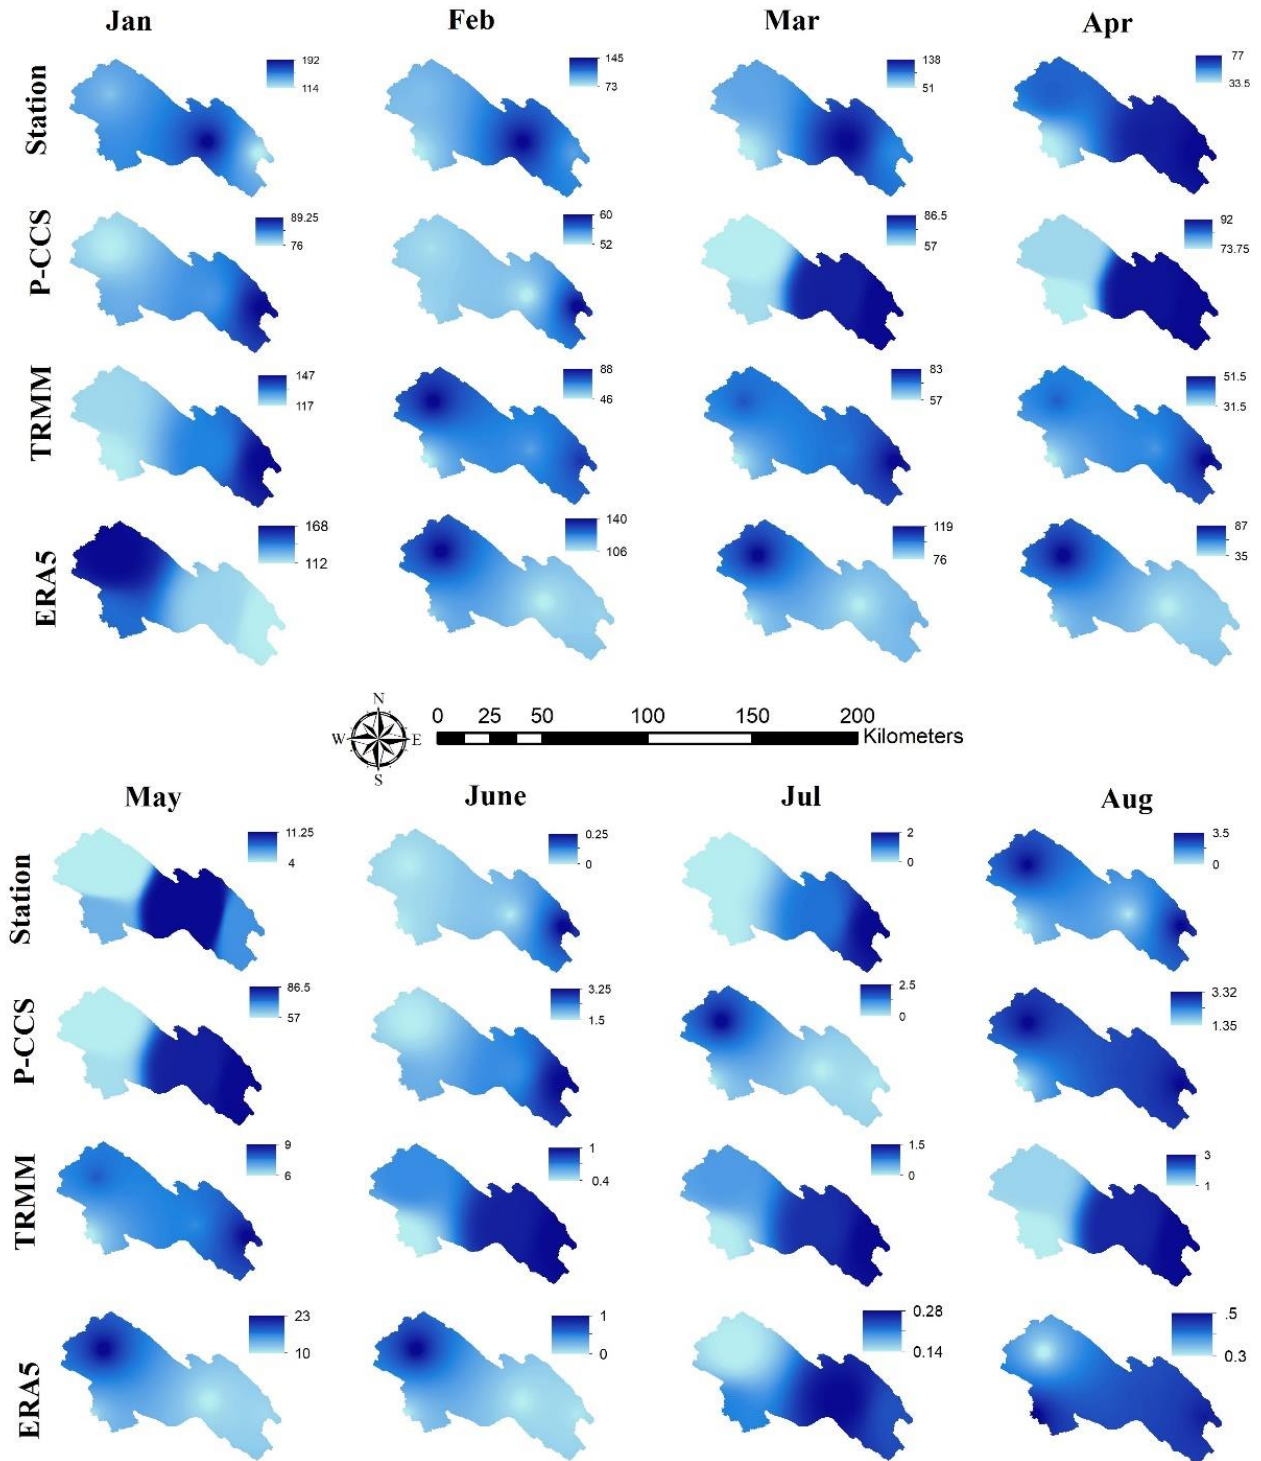 Jan Feb Mar Apr
Station
192 145 138 77
114 73 51 33.5
P-CCS
89.25 60 86.5 92
76 52 57 73.75
TRMM
147 88 83 51.5
117 46 57 31.5
ERA5
168 140 119 87
112 106 76 35
N
W E
S
0 25 50 100 150 200
Kilometers
May June Jul Aug
Station
11.25 0.25 2 3.5
4 0 0 0
P-CCS
86.5 3.25 2.5 3.32
57 1.5 0 1.35
TRMM
9 1 1.5 3
6 0.4 0 1
ERA5
23 1 0.28 .5
10 0 0.14 0.3